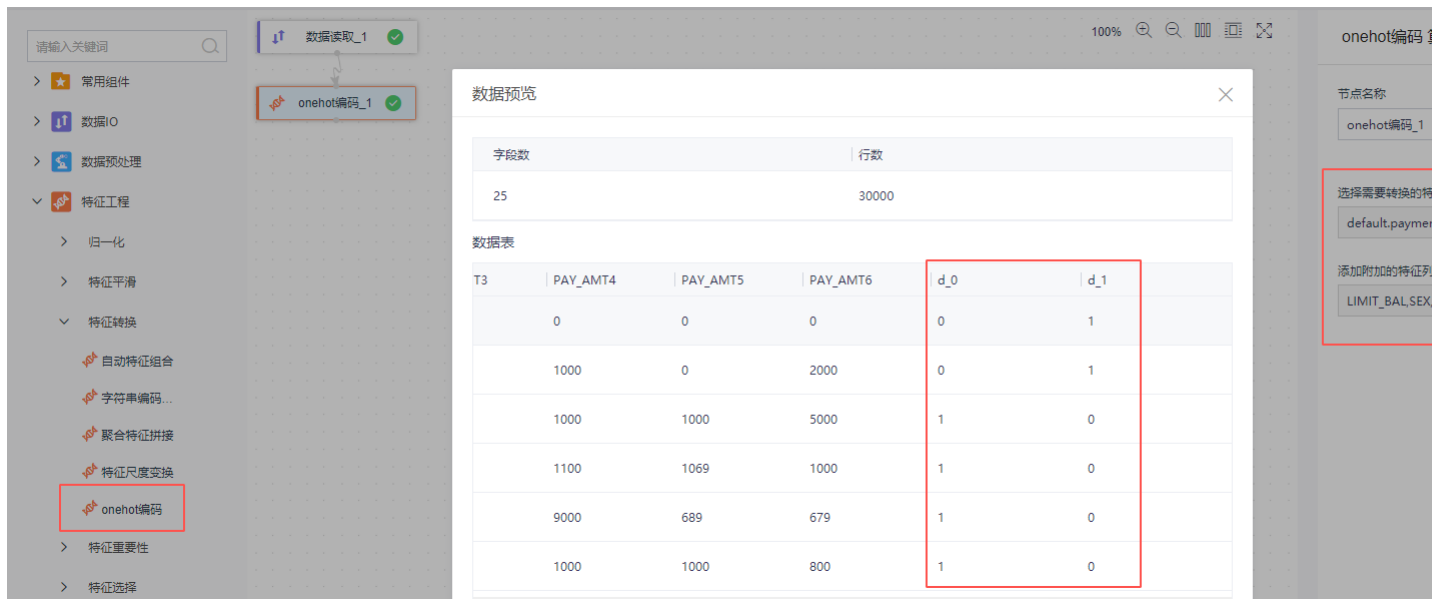 请输入关键词
常用组件
数据IO
数据预处理
特征工程
归一化
特征平滑
特征转换
自动特征组合
字符串编码...
聚合特征拼接
特征尺度变换
onehot编码
特征重要性
特征选择
数据读取_1
onehot编码_1
100%
数据预览
字段数 行数
25 30000
数据表
T3 PAY_AMT4 PAY_AMT5 PAY_AMT6 d_0 d_1
0 0 0 0 1
1000 0 2000 0 1
1000 1000 5000 1 0
1100 1069 1000 1 0
9000 689 679 1 0
1000 1000 800 1 0
onehot编码
节点名称
onehot编码_1
选择需要转换的特
default.paymen
添加附加的特征列
LIMIT_BAL,SEX,